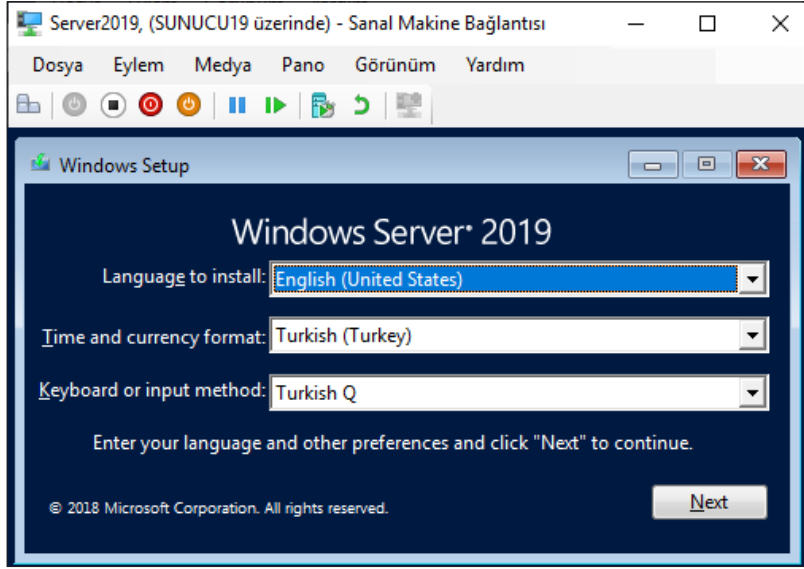 Server2019, (SUNUCU19 üzerinde) - Sanal Makine Bağlantısı
Dosya Eylem Medya Pano Görünüm Yardım
Windows Setup
Windows Server 2019
Language to install: English (United States)
Time and currency format: Turkish (Turkey)
Keyboard or input method: Turkish Q
Enter your language and other preferences and click "Next" to continue.
© 2018 Microsoft Corporation. All rights reserved. Next